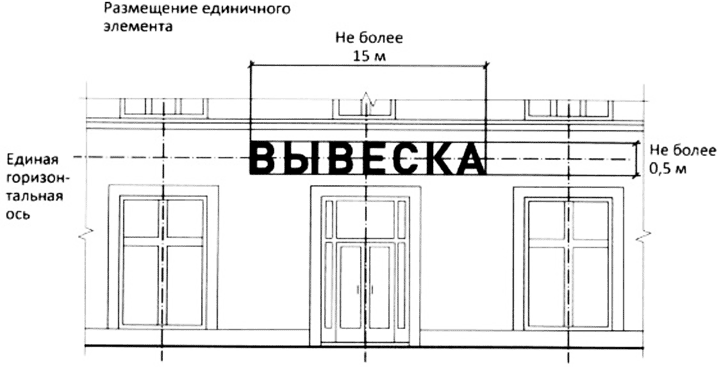 Размещение единичного
элемента
Не более
15 м
ВЫВЕСКА
Не более
0,5 м
Единая
горизон-
тальная
ось